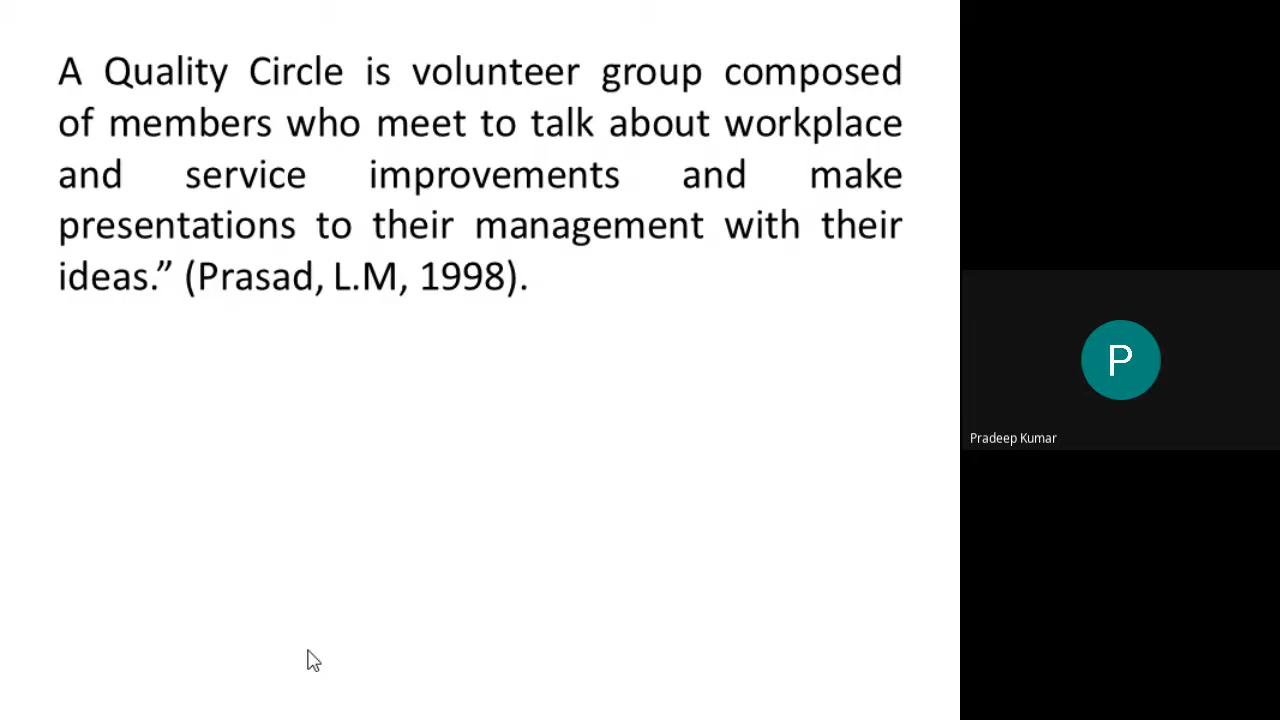 A Quality Circle is volunteer group composed
of members who meet to talk about workplace
and service improvements and make
presentations to their management with their
ideas.” (Prasad, L.M, 1998).
P
Pradeep Kumar